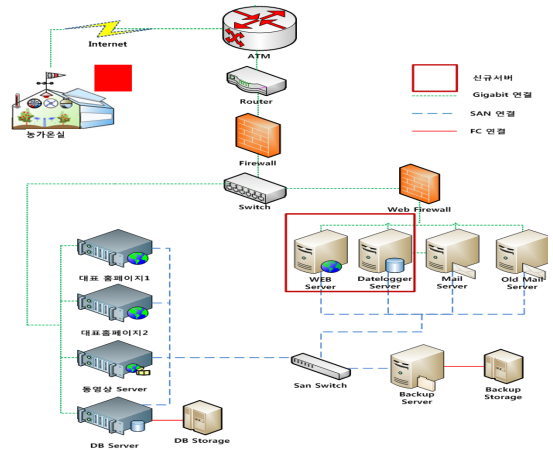 Internet
ATM
신규서버
Gigabit 연결
SAN 연결
FC 연결
Router
농가온실
Firewall
Switch
Web Firewall
대표 홈페이지1
WEB
Server
Datelogger
Server
Mail
Server
Old Mail
Server
대표홈페이지2
동영상 Server
San Switch
Backup
Server
Backup
Storage
DB Server
DB Storage